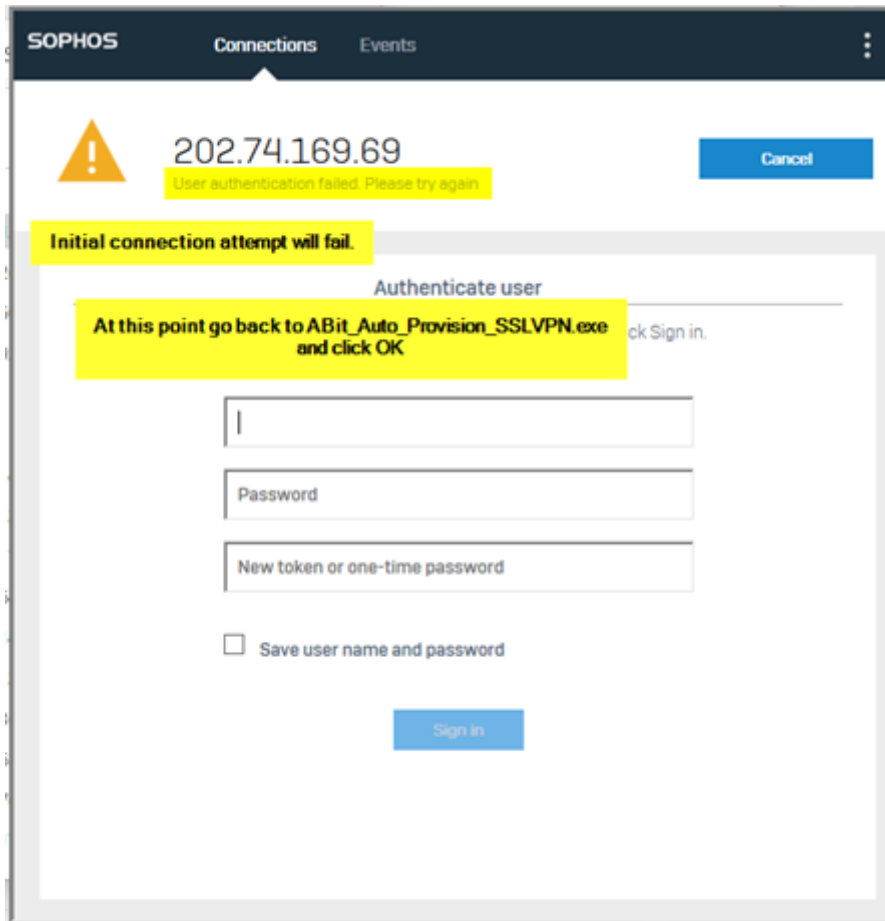 SOPHOS Connections Events
202.74.169.69
Cancel
User authentication failed. Please try again
Initial connection attempt will fail.
Authenticate user
At this point go back to ABit_Auto_Provision_SSLVPN.exe
and click OK
ck Sign in.
Password
New token or one-time password
Save user name and password
Sign in